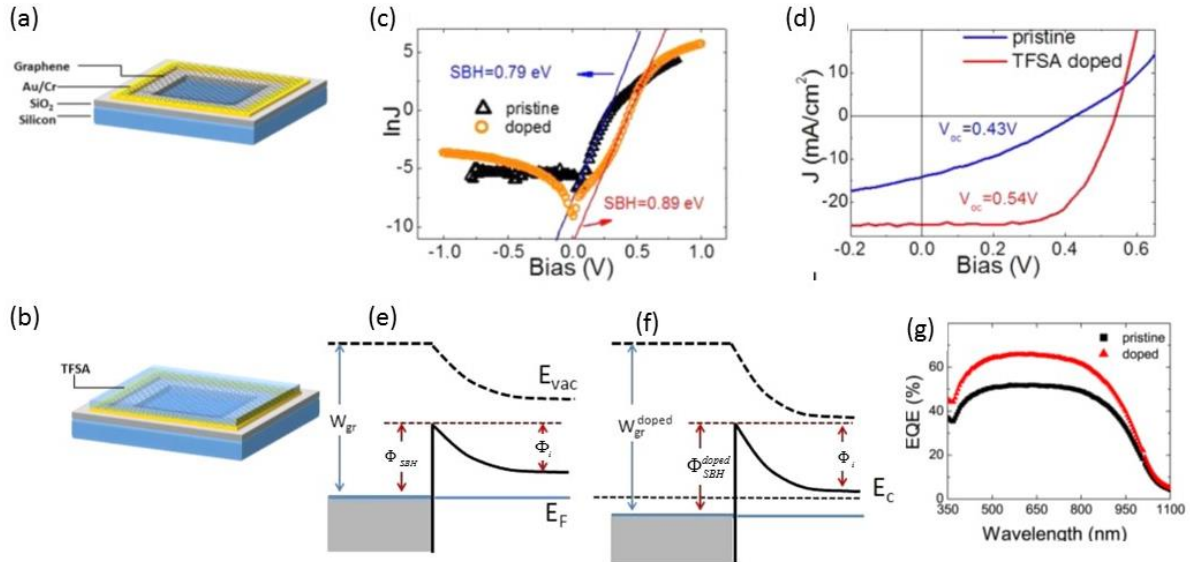 (a)
Graphene
Au/Cr
SiO₂
Silicon
(b)
TFSA
(c)
5
0
-5
-10
lnJ
SBH=0.79 eV
pristine
doped
SBH=0.89 eV
-1.0 -0.5 0.0 0.5 1.0
Bias (V)
(d)
10
0
-10
-20
J (mA/cm²)
pristine
TFSA doped
Voc=0.43V
Voc=0.54V
-0.2 0.0 0.2 0.4 0.6
Bias (V)
(e)
Evac
Wgr
ΦSBH
Φi
EF
(f)
Wgr doped
ΦSBH doped
Φi
Ec
(g)
60
40
20
0
EQE (%)
pristine
doped
350 500 650 800 950 1100
Wavelength (nm)